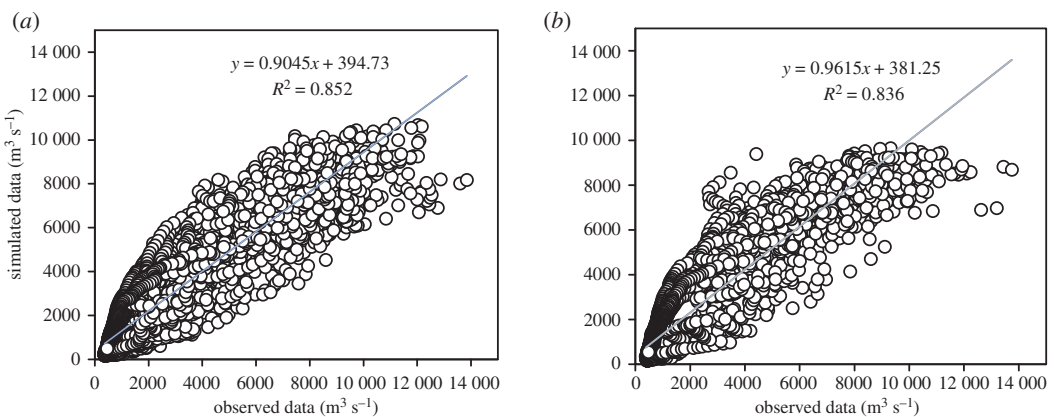 (a)
14 000
12 000
10 000
8000
6000
4000
2000
0
simulated data (m³ s⁻¹)
y = 0.9045x + 394.73
R² = 0.852
0 2000 4000 6000 8000 10 000 12 000 14 000
observed data (m³ s⁻¹)
(b)
14 000
12 000
10 000
8000
6000
4000
2000
0
y = 0.9615x + 381.25
R² = 0.836
0 2000 4000 6000 8000 10 000 12 000 14 000
observed data (m³ s⁻¹)